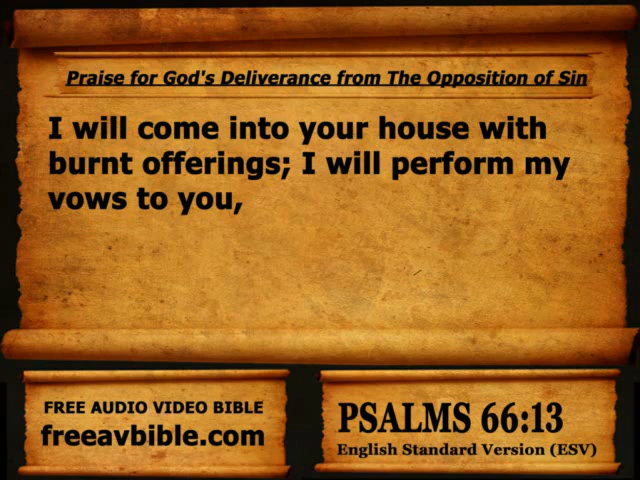 Praise for God's Deliverance from The Opposition of Sin
I will come into your house with
burnt offerings; I will perform my
vows to you,
FREE AUDIO VIDEO BIBLE
freeavbible.com
PSALMS 66:13
English Standard Version (ESV)